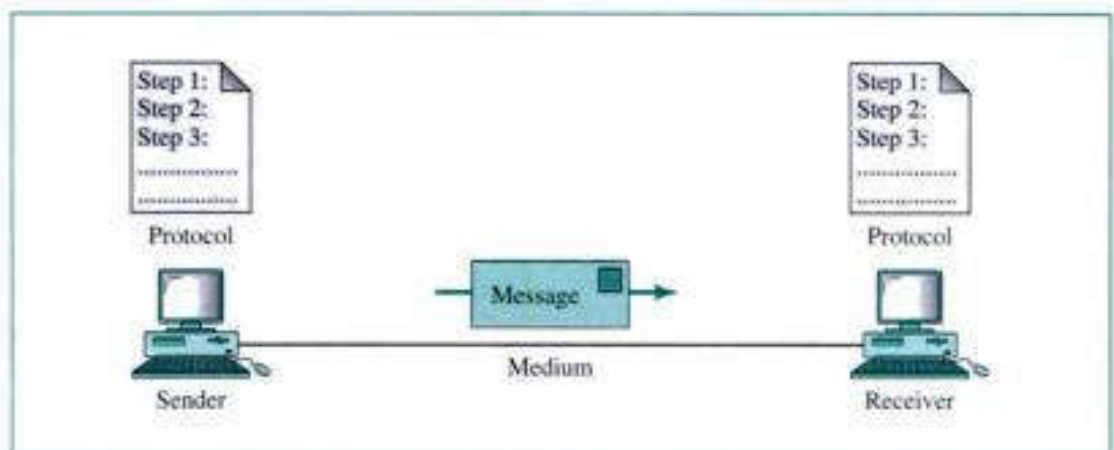 Step 1:
Step 2:
Step 3:
....................
....................
Protocol
Step 1:
Step 2:
Step 3:
....................
....................
Protocol
Message
Medium
Sender
Receiver